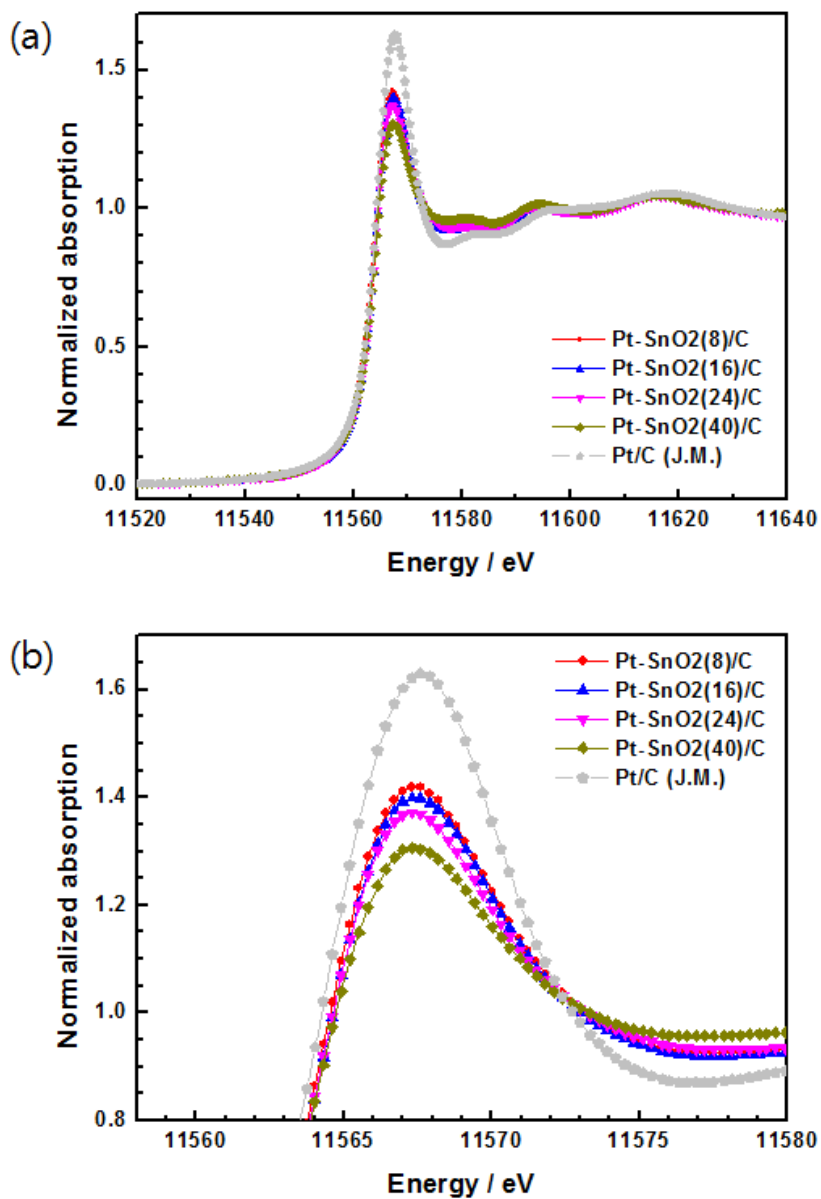 (a)
Normalized absorption
1.5
1.0
0.5
0.0
Pt-SnO2(8)/C
Pt-SnO2(16)/C
Pt-SnO2(24)/C
Pt-SnO2(40)/C
Pt/C (J.M.)
11520 11540 11560 11580 11600 11620 11640
Energy / eV
(b)
Normalized absorption
1.6
1.4
1.2
1.0
0.8
Pt-SnO2(8)/C
Pt-SnO2(16)/C
Pt-SnO2(24)/C
Pt-SnO2(40)/C
Pt/C (J.M.)
11560 11565 11570 11575 11580
Energy / eV